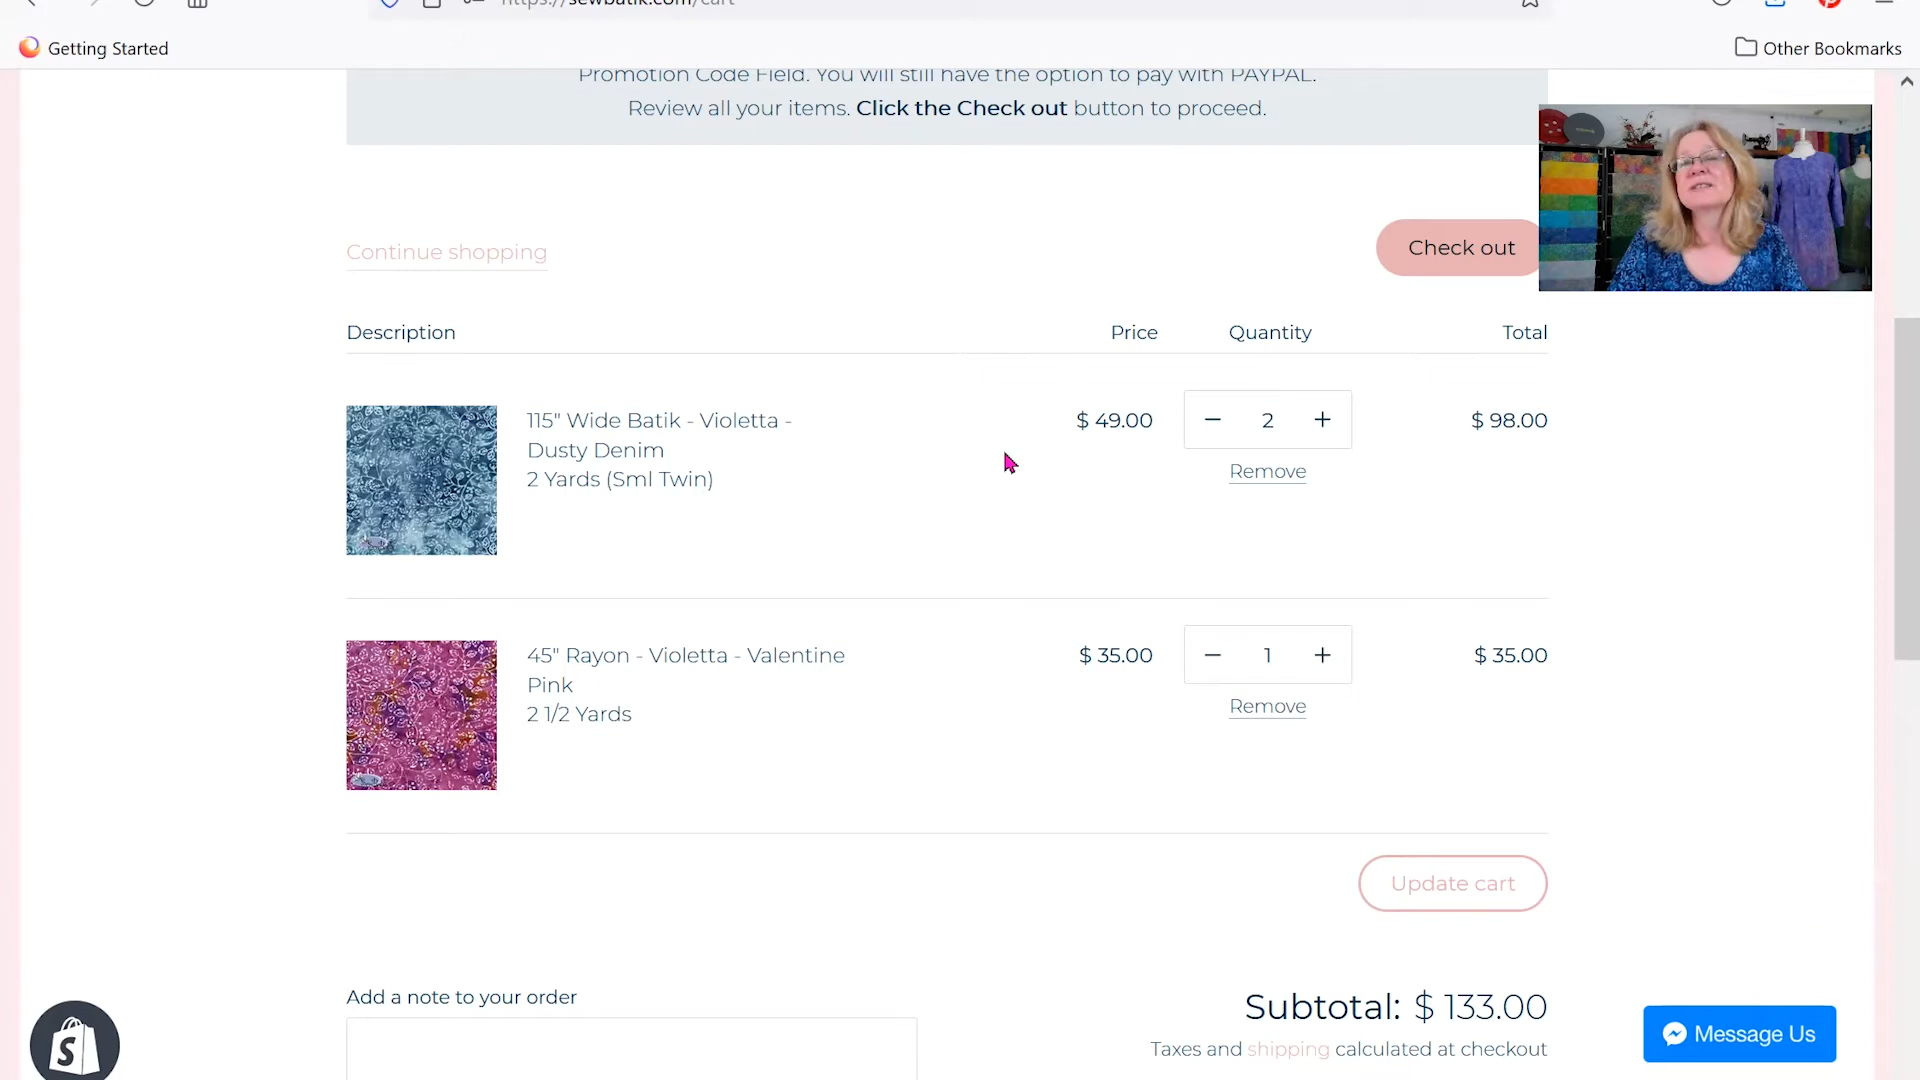 https://sewbatik.com/cart
Getting Started
Other Bookmarks
Promotion Code Field. You will still have the option to pay with PAYPAL.
Review all your items. Click the Check out button to proceed.
Continue shopping
Check out
Description Price Quantity Total
115" Wide Batik - Violetta -
Dusty Denim
2 Yards (Sml Twin)
$ 49.00
− 2 +
Remove
$ 98.00
45" Rayon - Violetta - Valentine
Pink
2 1/2 Yards
$ 35.00
− 1 +
Remove
$ 35.00
Update cart
Add a note to your order
Subtotal: $ 133.00
Taxes and shipping calculated at checkout
Message Us